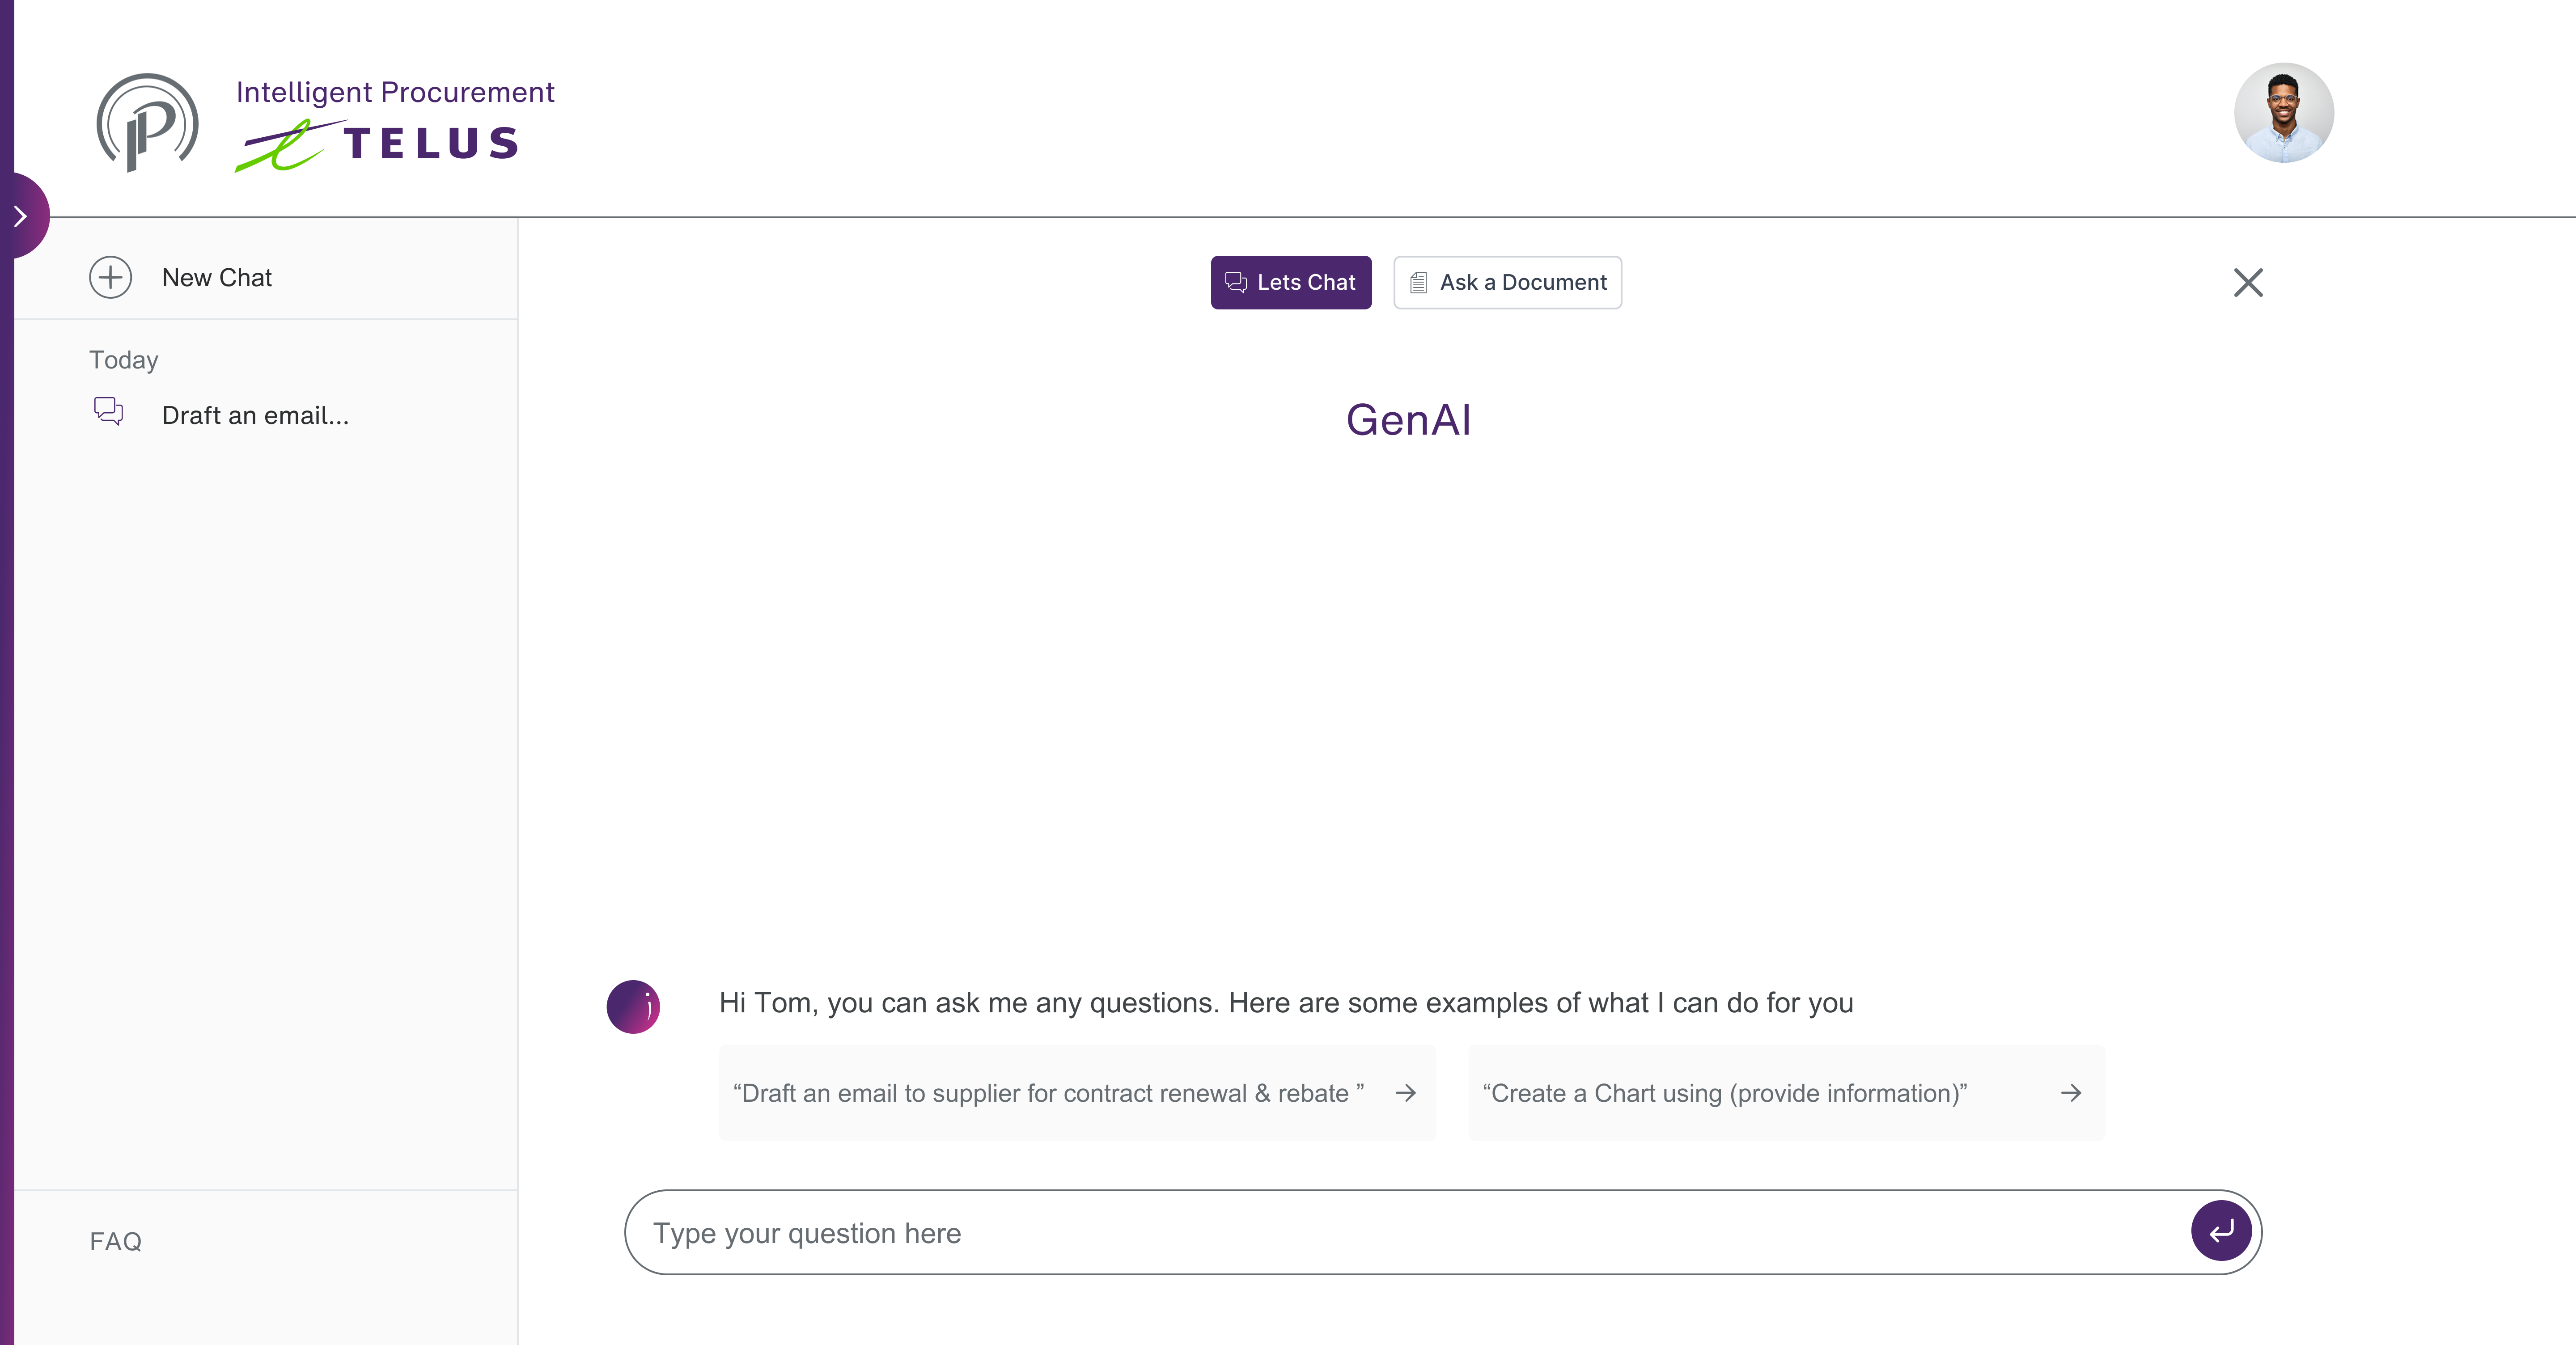 Intelligent Procurement
TELUS
New Chat
Today
Draft an email...
FAQ
Lets Chat
Ask a Document
GenAI
Hi Tom, you can ask me any questions. Here are some examples of what I can do for you
“Draft an email to supplier for contract renewal & rebate ”
“Create a Chart using (provide information)”
Type your question here